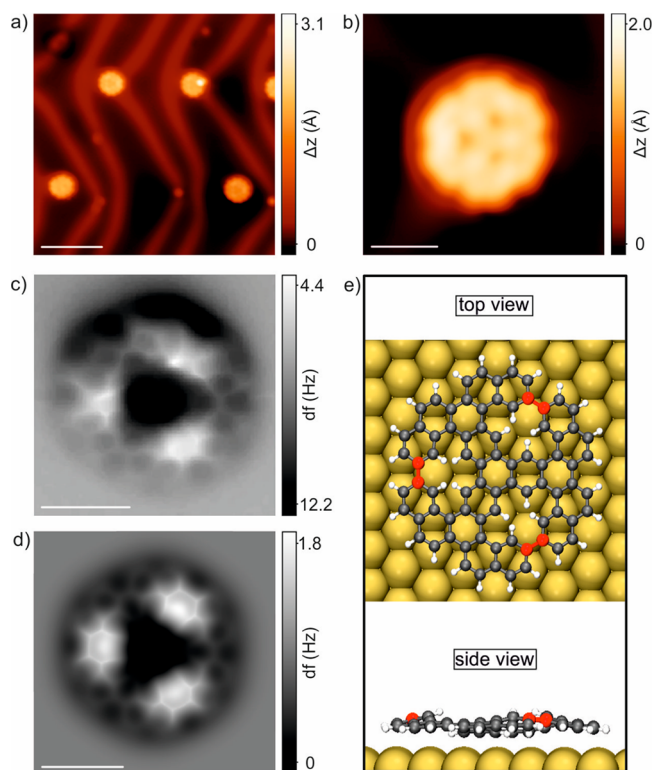 a)
3.1
Δz (Å)
0
b)
2.0
Δz (Å)
0
c)
4.4
df (Hz)
12.2
d)
1.8
df (Hz)
0
e)
top view
side view